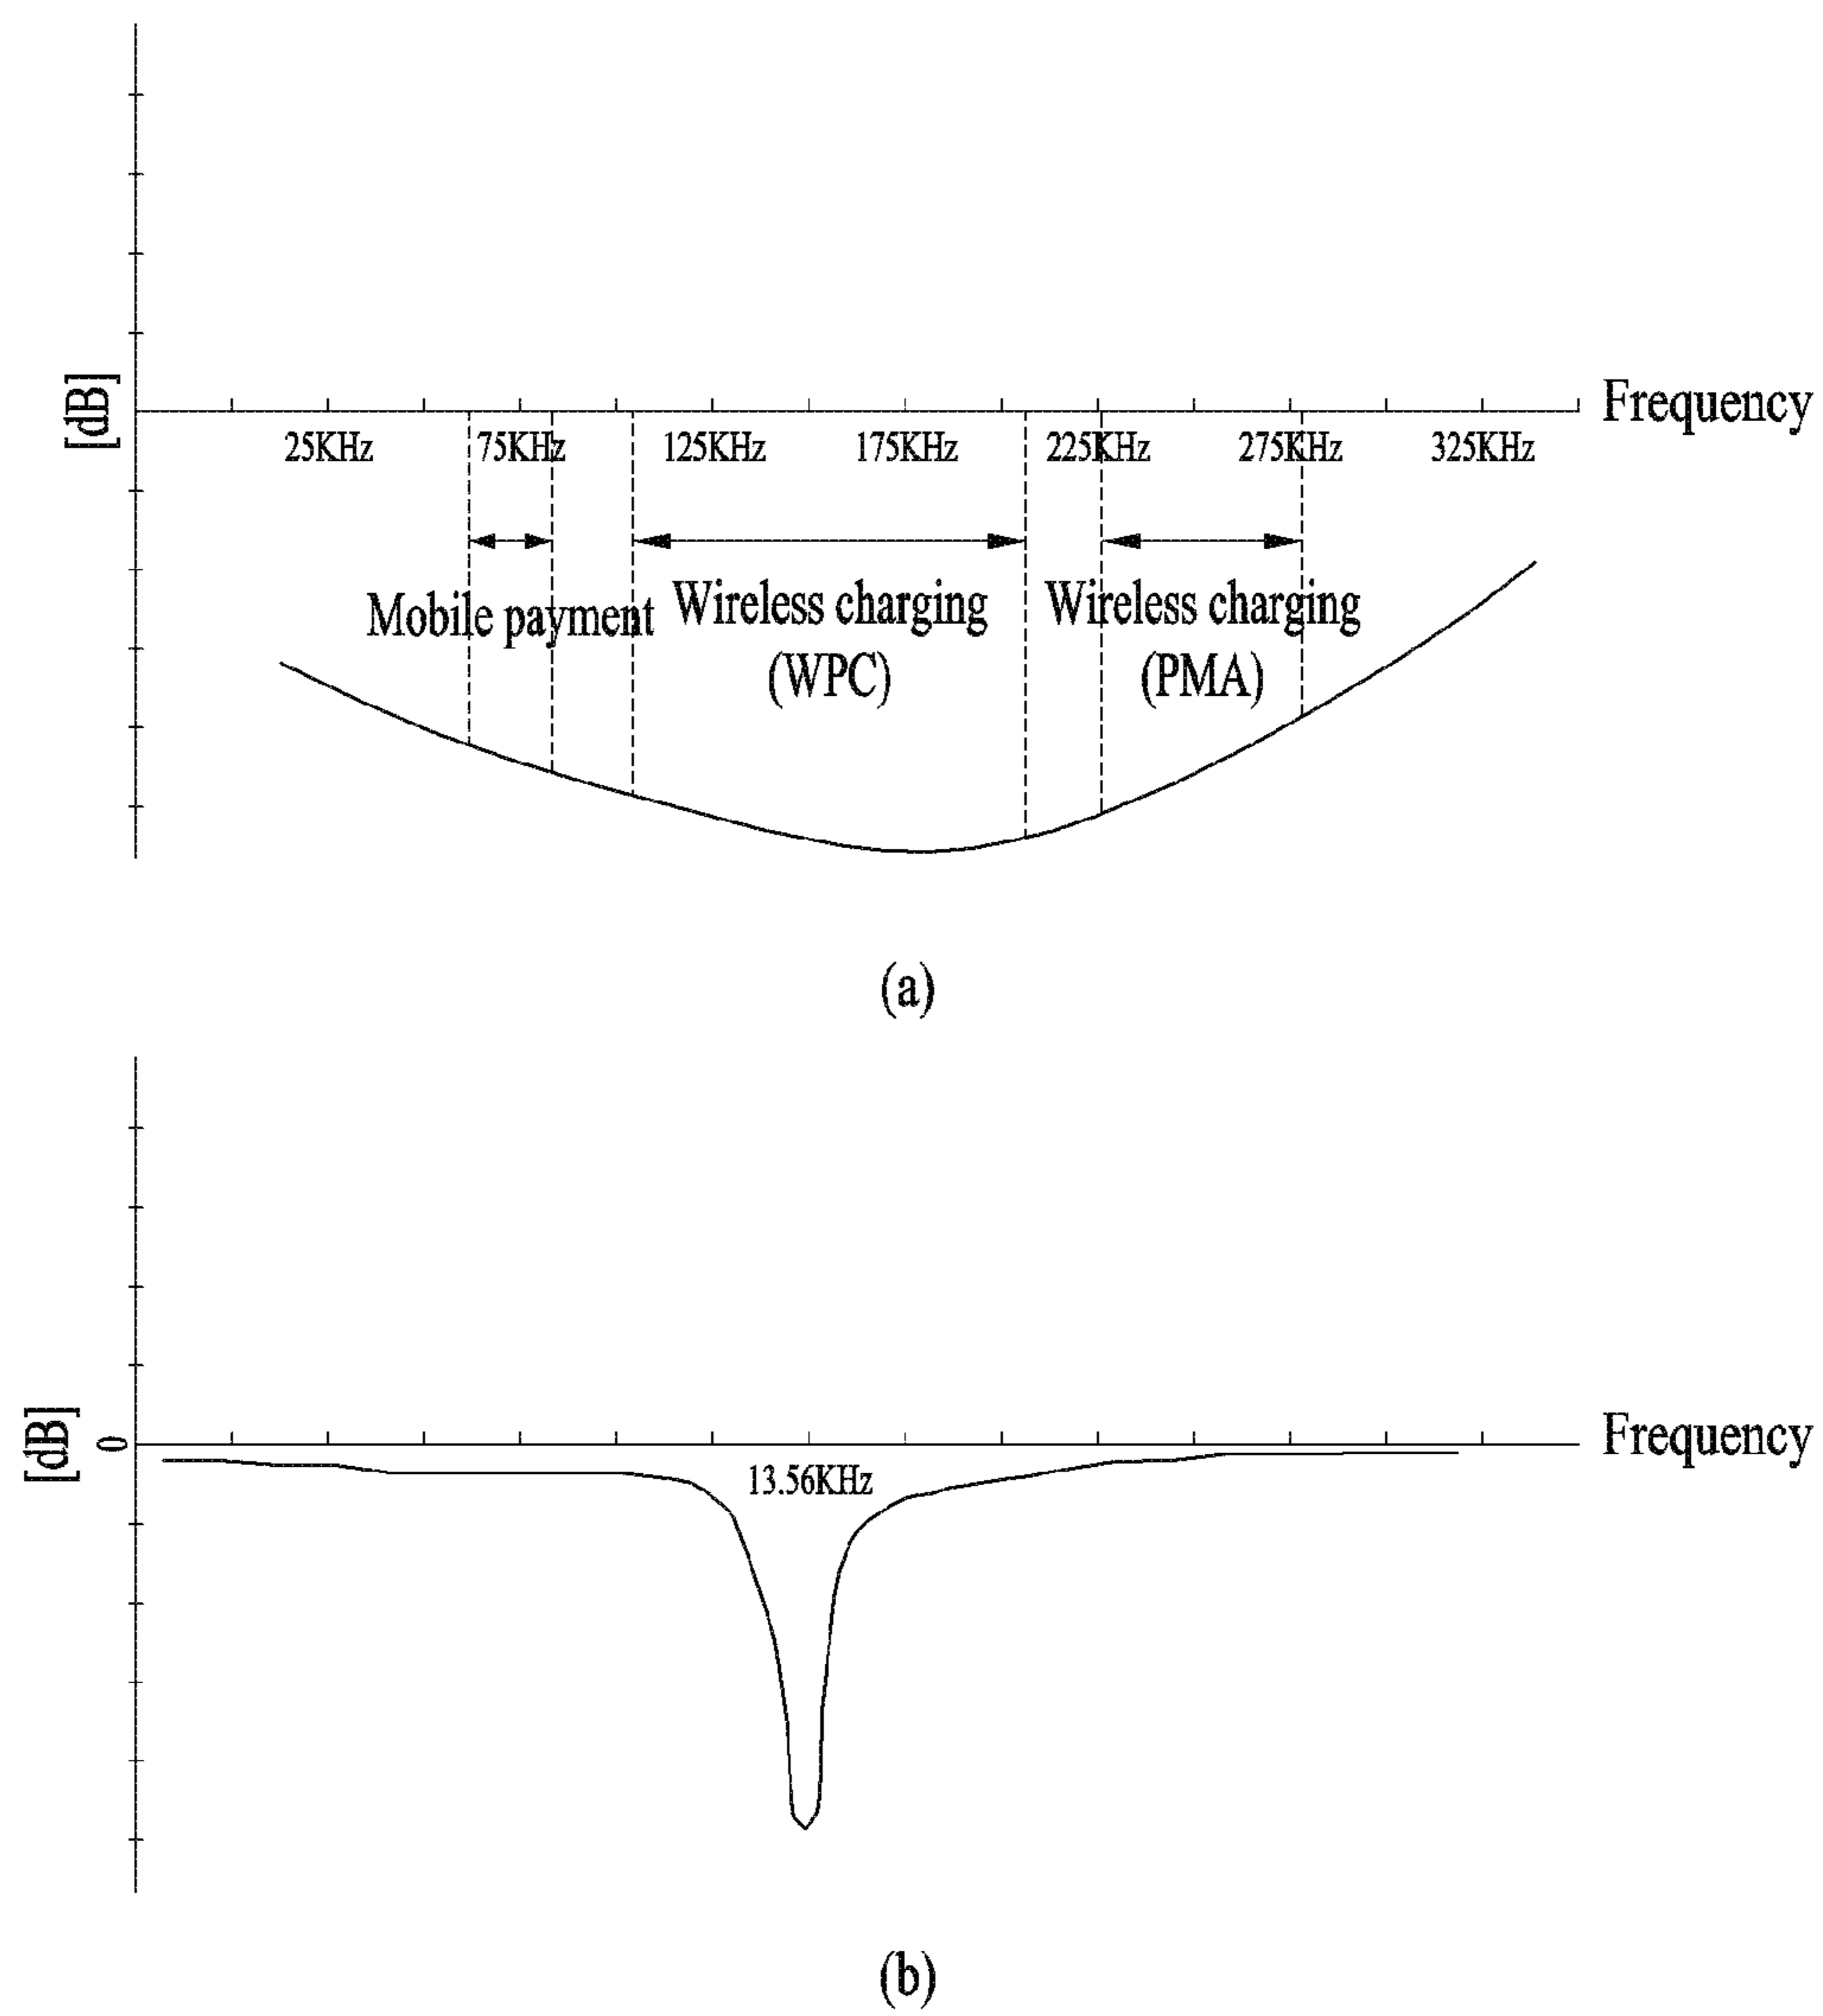 [dB]
Frequency
25KHz 75KHz 125KHz 175KHz 225KHz 275KHz 325KHz
Mobile payment
Wireless charging
(WPC)
Wireless charging
(PMA)
(a)
[dB]
0
Frequency
13.56KHz
(b)